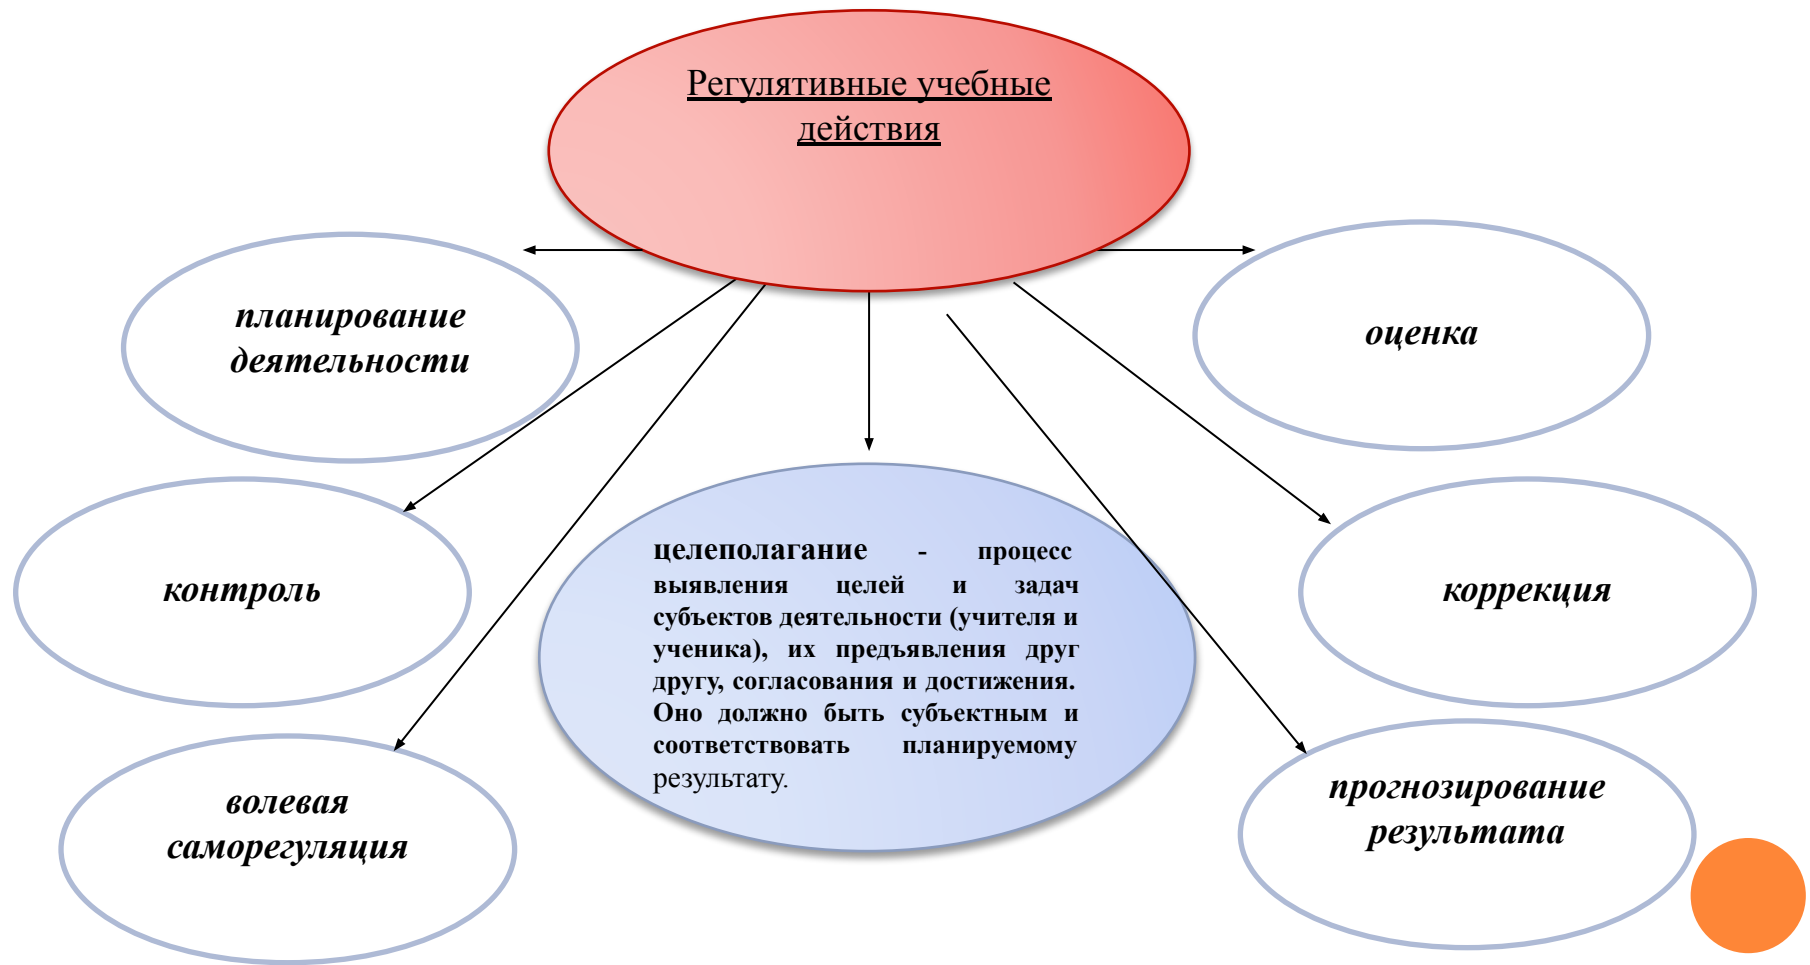 Регулятивные учебные
действия
планирование
деятельности
оценка
контроль
целеполагание - процесс
выявления целей и задач
субъектов деятельности (учителя и
ученика), их предъявления друг
другу, согласования и достижения.
Оно должно быть субъектным и
соответствовать планируемому
результату.
коррекция
волевая
саморегуляция
прогнозирование
результата